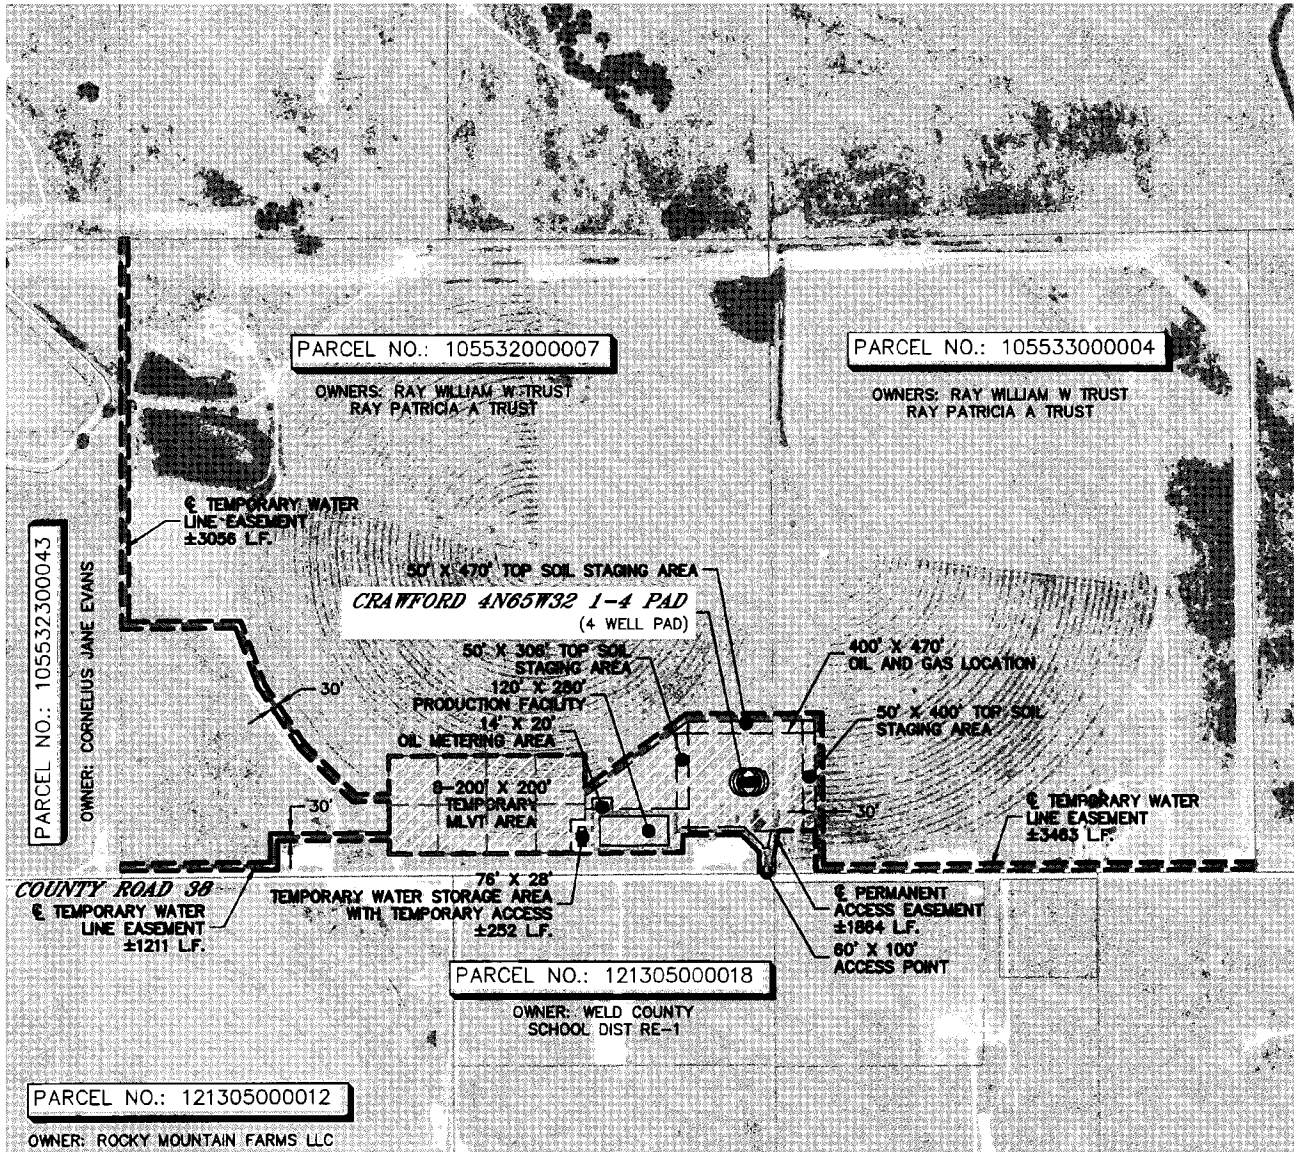 PARCEL NO.: 105532000007
OWNERS: RAY WILLIAM W TRUST
RAY PATRICIA A TRUST
PARCEL NO.: 105533000004
OWNERS: RAY WILLIAM W TRUST
RAY PATRICIA A TRUST
℄ TEMPORARY WATER
LINE EASEMENT
±3056 L.F.
PARCEL NO.: 105532300043
OWNER: CORNELIUS JANE EVANS
50' X 470' TOP SOIL STAGING AREA
CRAWFORD 4N65W32 1-4 PAD
(4 WELL PAD)
50' X 306' TOP SOIL
STAGING AREA
120' X 280'
PRODUCTION FACILITY
14' X 20'
OIL METERING AREA
400' X 470'
OIL AND GAS LOCATION
50' X 400' TOP SOIL
STAGING AREA
30'
30'
30'
8-200' X 200'
TEMPORARY
MLVT AREA
℄ TEMPORARY WATER
LINE EASEMENT
±3463 L.F.
COUNTY ROAD 38
℄ TEMPORARY WATER
LINE EASEMENT
±1211 L.F.
76' X 28'
TEMPORARY WATER STORAGE AREA
WITH TEMPORARY ACCESS
±252 L.F.
℄ PERMANENT
ACCESS EASEMENT
±1864 L.F.
60' X 100'
ACCESS POINT
PARCEL NO.: 121305000018
OWNER: WELD COUNTY
SCHOOL DIST RE-1
PARCEL NO.: 121305000012
OWNER: ROCKY MOUNTAIN FARMS LLC